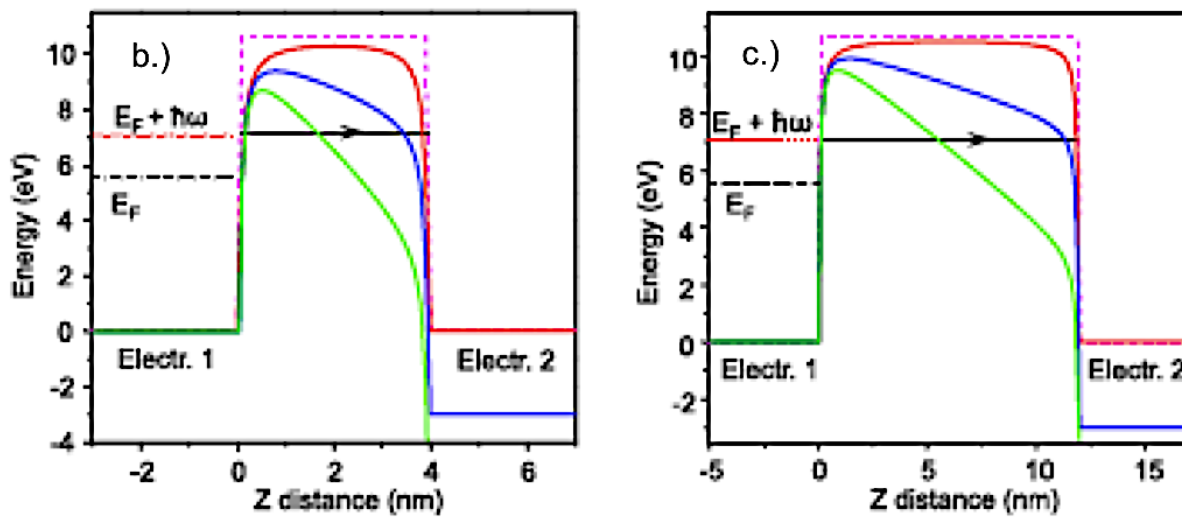 b.)
10
8
6
4
2
0
-2
-4
Energy (eV)
E_F + ħω
E_F
Electr. 1
Electr. 2
-2
0
2
4
6
Z distance (nm)
c.)
10
8
6
4
2
0
-2
Energy (eV)
E_F + ħω
E_F
Electr. 1
Electr. 2
-5
0
5
10
15
Z distance (nm)